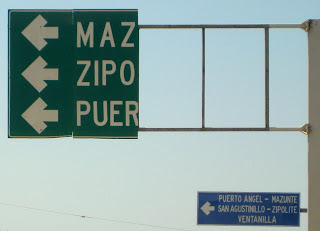 MAZ
ZIPO
PUER
PUERTO ANGEL - MAZUNTE
SAN AGUSTINILLO - ZIPOLITE
VENTANILLA